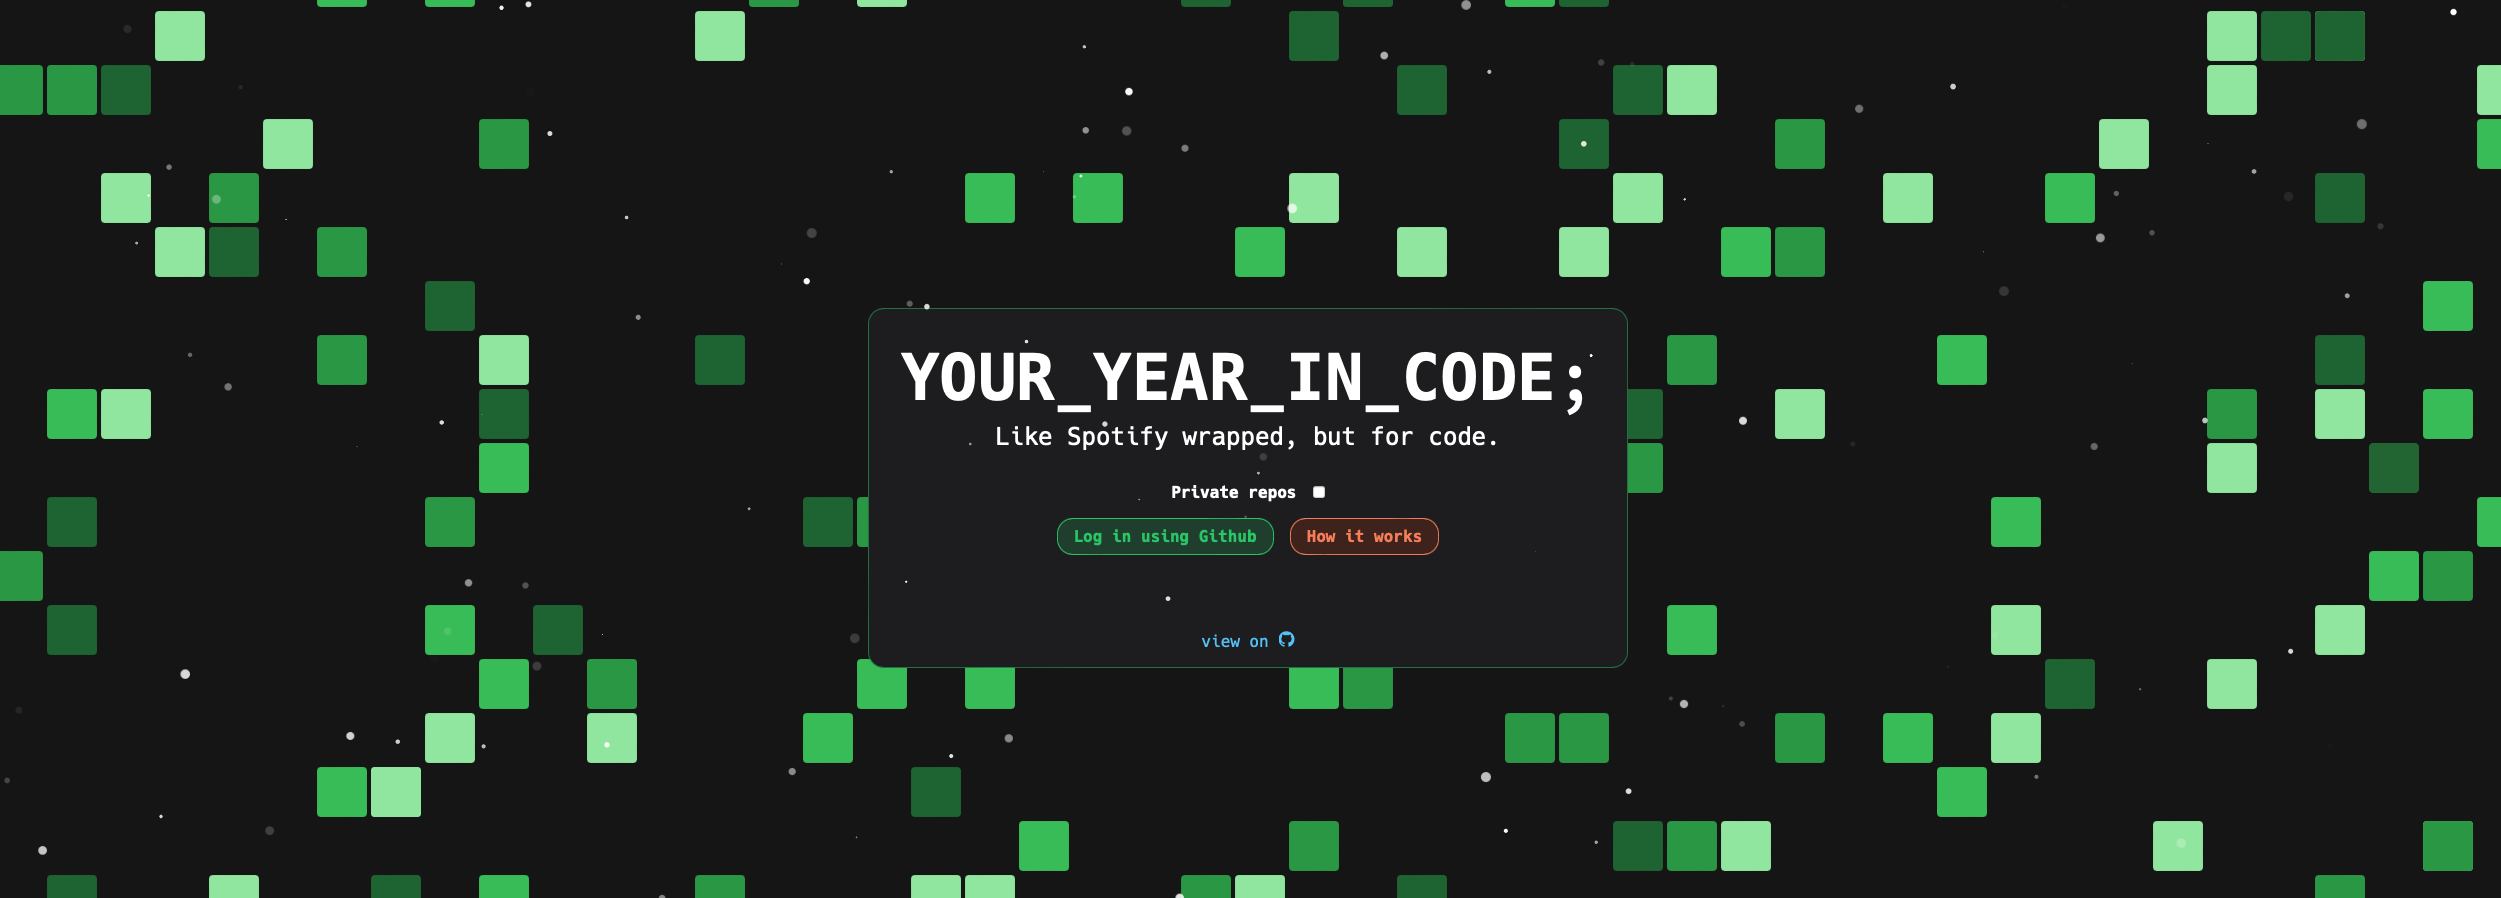 YOUR_YEAR_IN_CODE;
Like Spotify wrapped, but for code.
Private repos
Log in using Github
How it works
view on